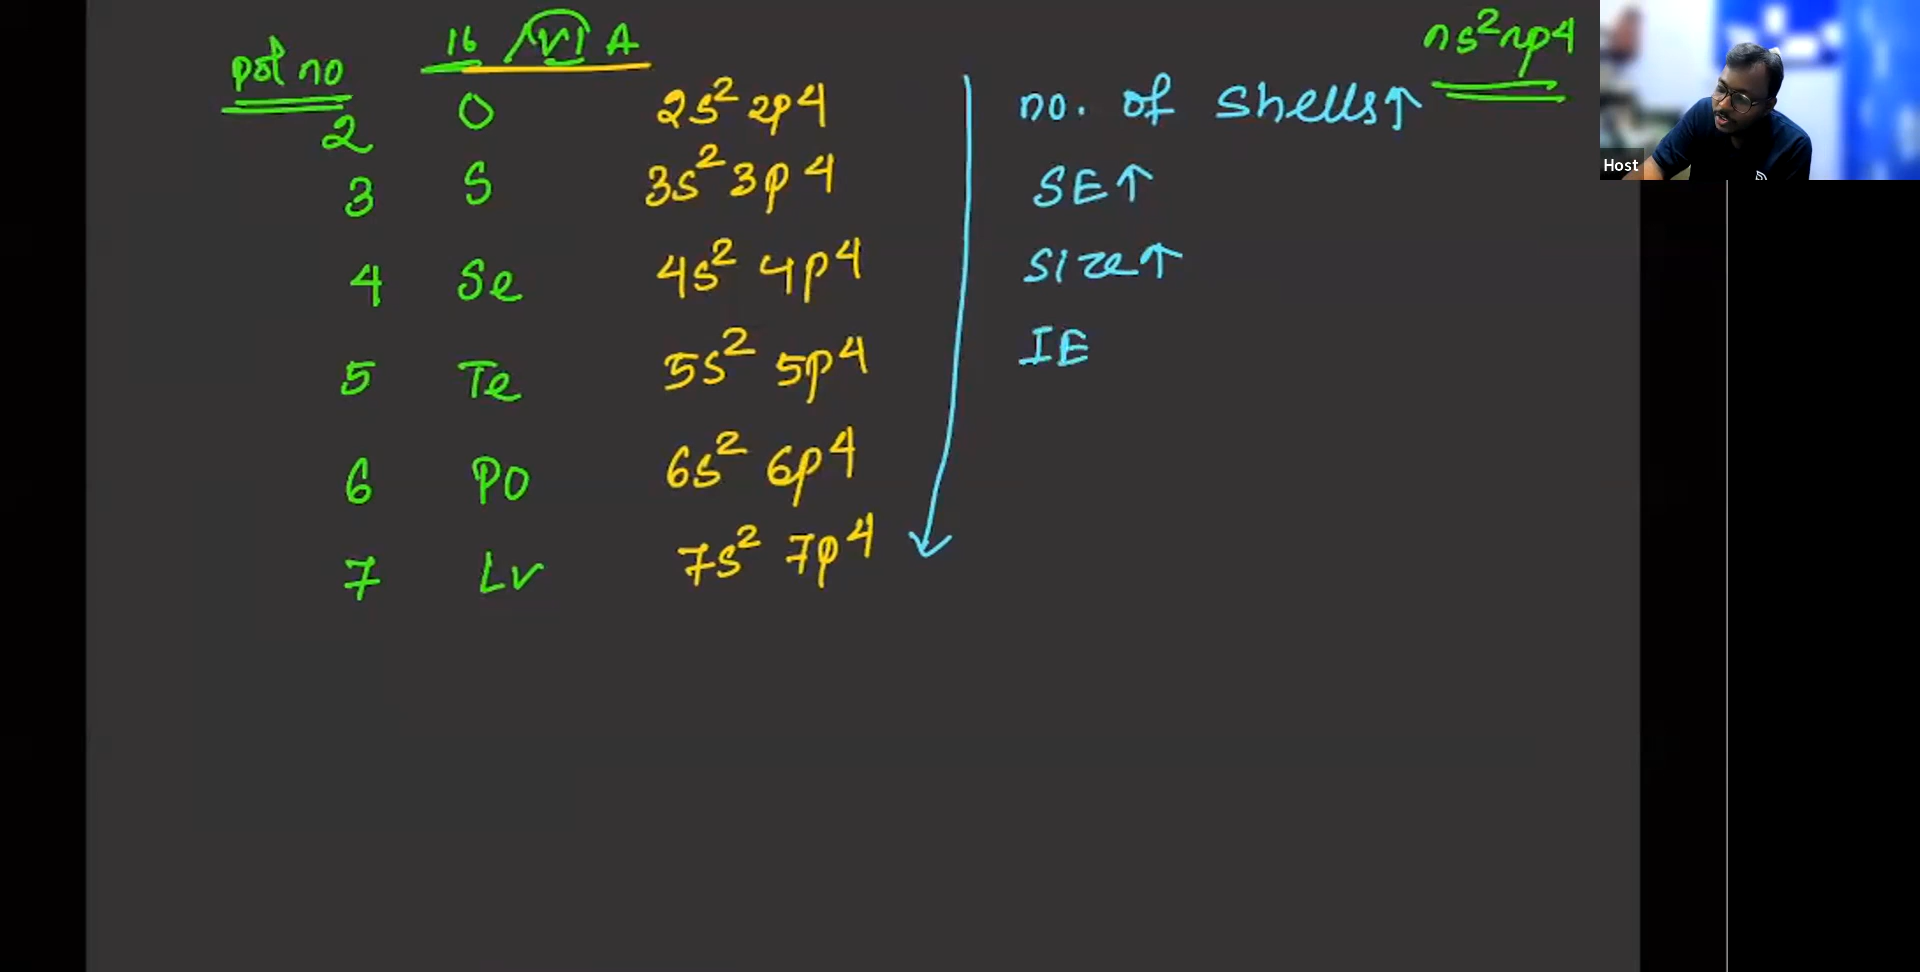 pd no 16 /VI A ns²np4
2 O 2s² 2p4 no. of shells↑
3 S 3s² 3p4 SE↑
4 Se 4s² 4p4 size↑
5 Te 5s² 5p4 IE
6 PO 6s² 6p4
7 Lv 7s² 7p4
Host